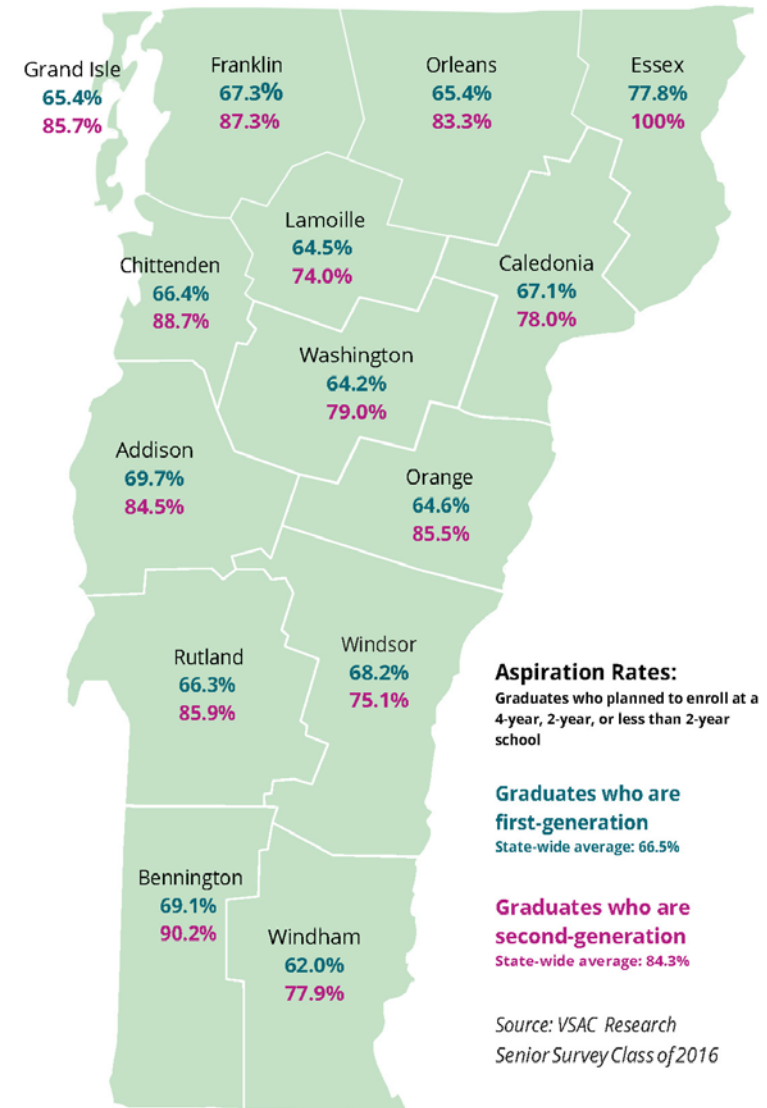 Grand Isle
65.4%
85.7%
Franklin
67.3%
87.3%
Orleans
65.4%
83.3%
Essex
77.8%
100%
Lamoille
64.5%
74.0%
Chittenden
66.4%
88.7%
Caledonia
67.1%
78.0%
Washington
64.2%
79.0%
Addison
69.7%
84.5%
Orange
64.6%
85.5%
Rutland
66.3%
85.9%
Windsor
68.2%
75.1%
Bennington
69.1%
90.2%
Windham
62.0%
77.9%
Aspiration Rates:
Graduates who planned to enroll at a
4-year, 2-year, or less than 2-year
school
Graduates who are
first-generation
State-wide average: 66.5%
Graduates who are
second-generation
State-wide average: 84.3%
Source: VSAC Research
Senior Survey Class of 2016